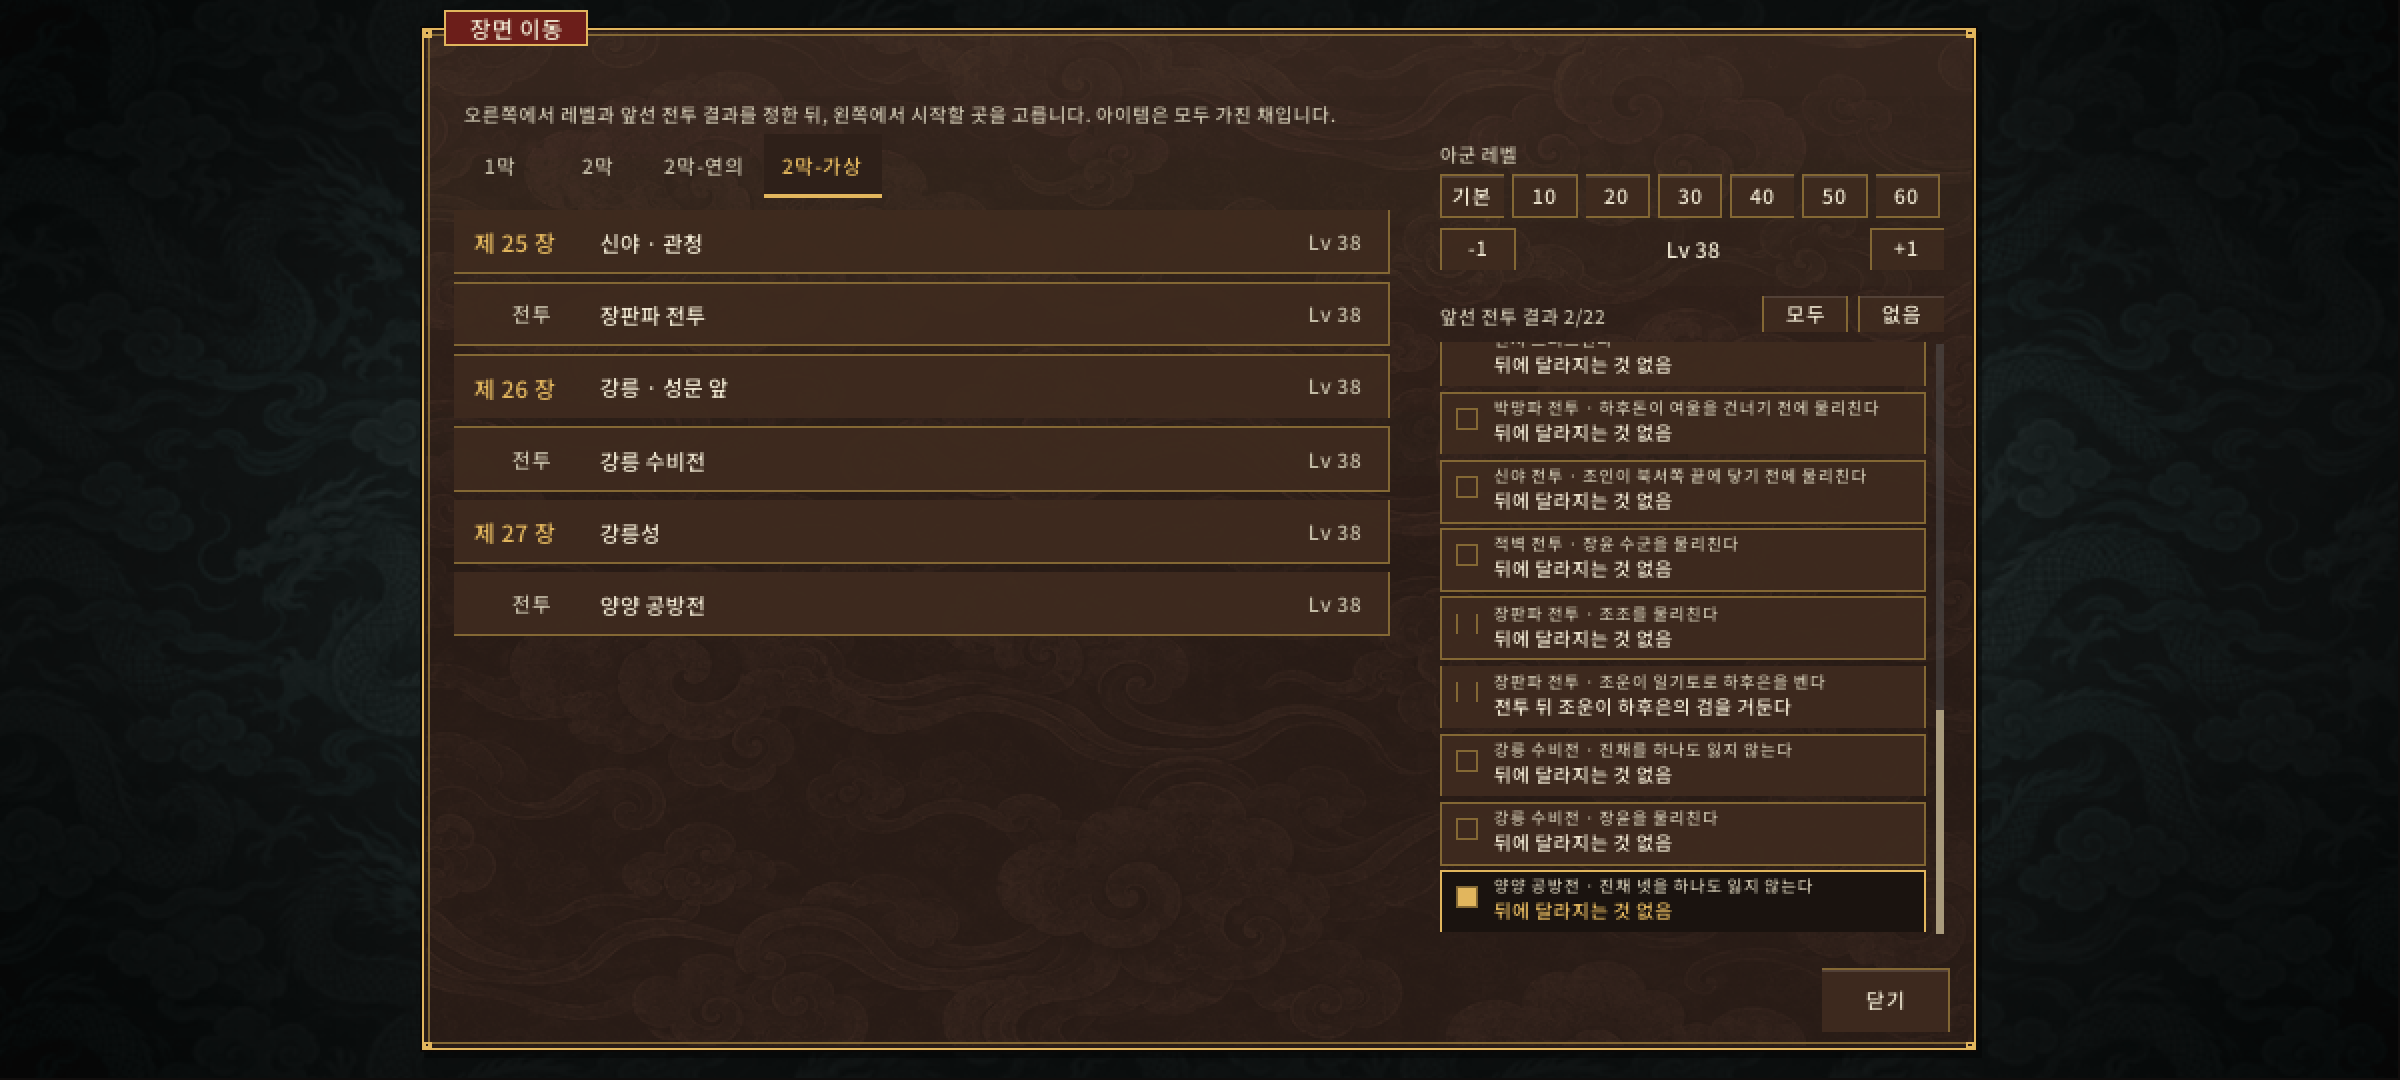 장면 이동
오른쪽에서 레벨과 앞선 전투 결과를 정한 뒤, 왼쪽에서 시작할 곳을 고릅니다. 아이템은 모두 가진 채입니다.
1막 2막 2막-연의 2막-가상
제 25 장 신야 · 관청 Lv 38
전투 장판파 전투 Lv 38
제 26 장 강릉 · 성문 앞 Lv 38
전투 강릉 수비전 Lv 38
제 27 장 강릉성 Lv 38
전투 양양 공방전 Lv 38
아군 레벨
기본 10 20 30 40 50 60
-1 Lv 38 +1
앞선 전투 결과 2/22 모두 없음
뒤에 달라지는 것 없음
박망파 전투 · 하후돈이 여울을 건너기 전에 물리친다
뒤에 달라지는 것 없음
신야 전투 · 조인이 북서쪽 끝에 닿기 전에 물리친다
뒤에 달라지는 것 없음
적벽 전투 · 장윤 수군을 물리친다
뒤에 달라지는 것 없음
장판파 전투 · 조조를 물리친다
뒤에 달라지는 것 없음
장판파 전투 · 조운이 일기토로 하후은을 벤다
전투 뒤 조운이 하후은의 검을 거둔다
강릉 수비전 · 진채를 하나도 잃지 않는다
뒤에 달라지는 것 없음
강릉 수비전 · 장윤을 물리친다
뒤에 달라지는 것 없음
양양 공방전 · 진채 넷을 하나도 잃지 않는다
뒤에 달라지는 것 없음
닫기